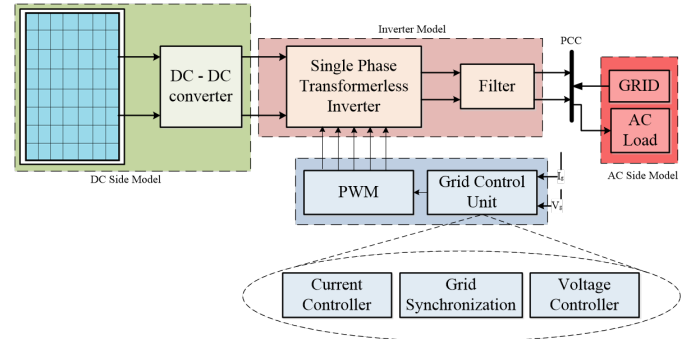 Inverter Model
PCC
DC - DC
converter
Single Phase
Transformerless
Inverter
Filter
GRID
AC
Load
DC Side Model
AC Side Model
PWM
Grid Control
Unit
Ig
Vg
Current
Controller
Grid
Synchronization
Voltage
Controller